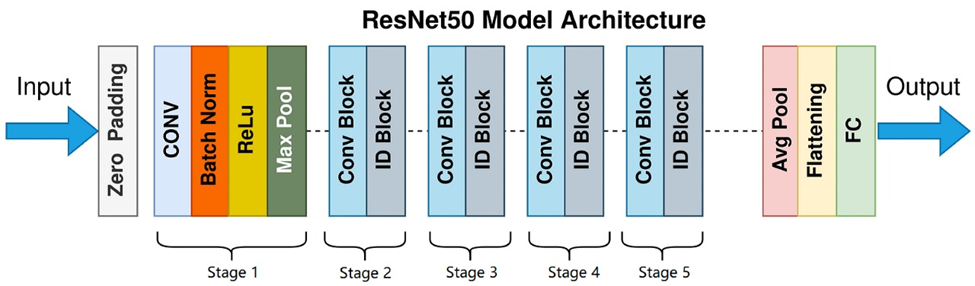 ResNet50 Model Architecture
Input
Zero Padding
CONV
Batch Norm
ReLu
Max Pool
Conv Block
ID Block
Conv Block
ID Block
Conv Block
ID Block
Conv Block
ID Block
Avg Pool
Flattening
FC
Output
Stage 1
Stage 2
Stage 3
Stage 4
Stage 5